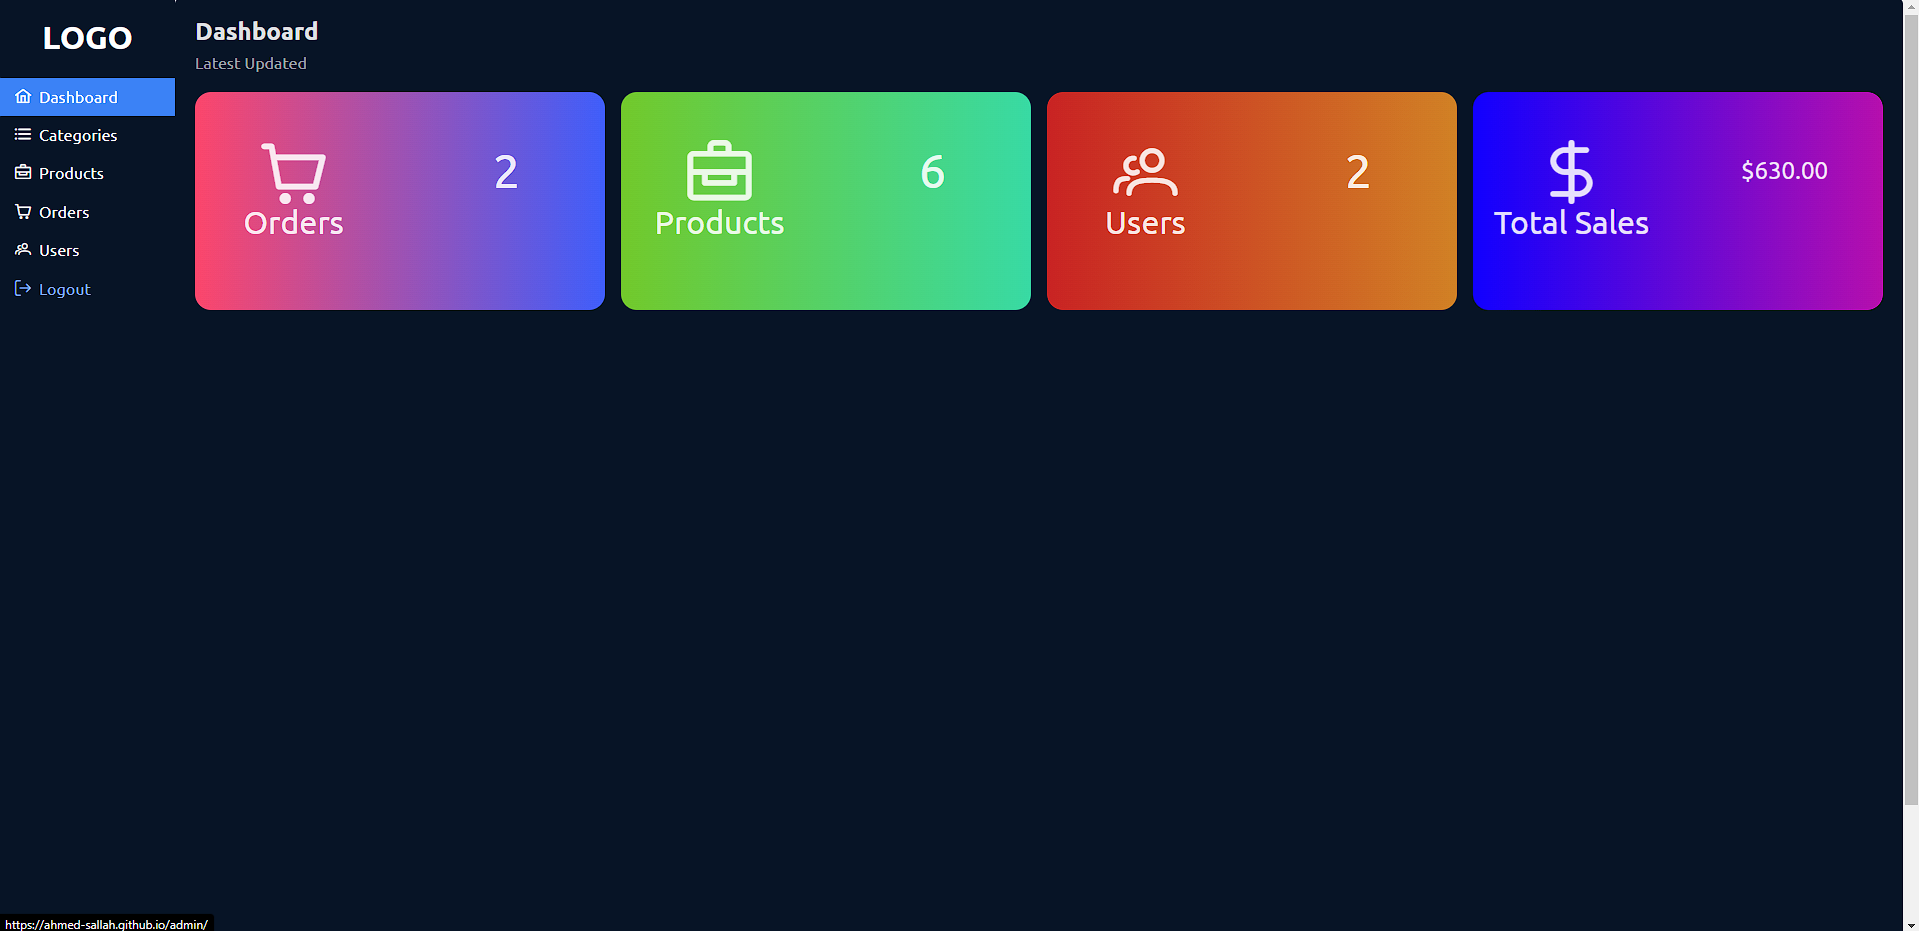 LOGO
Dashboard
Categories
Products
Orders
Users
Logout
Dashboard
Latest Updated
2
Orders
6
Products
2
Users
$630.00
Total Sales
https://ahmed-sallah.github.io/admin/